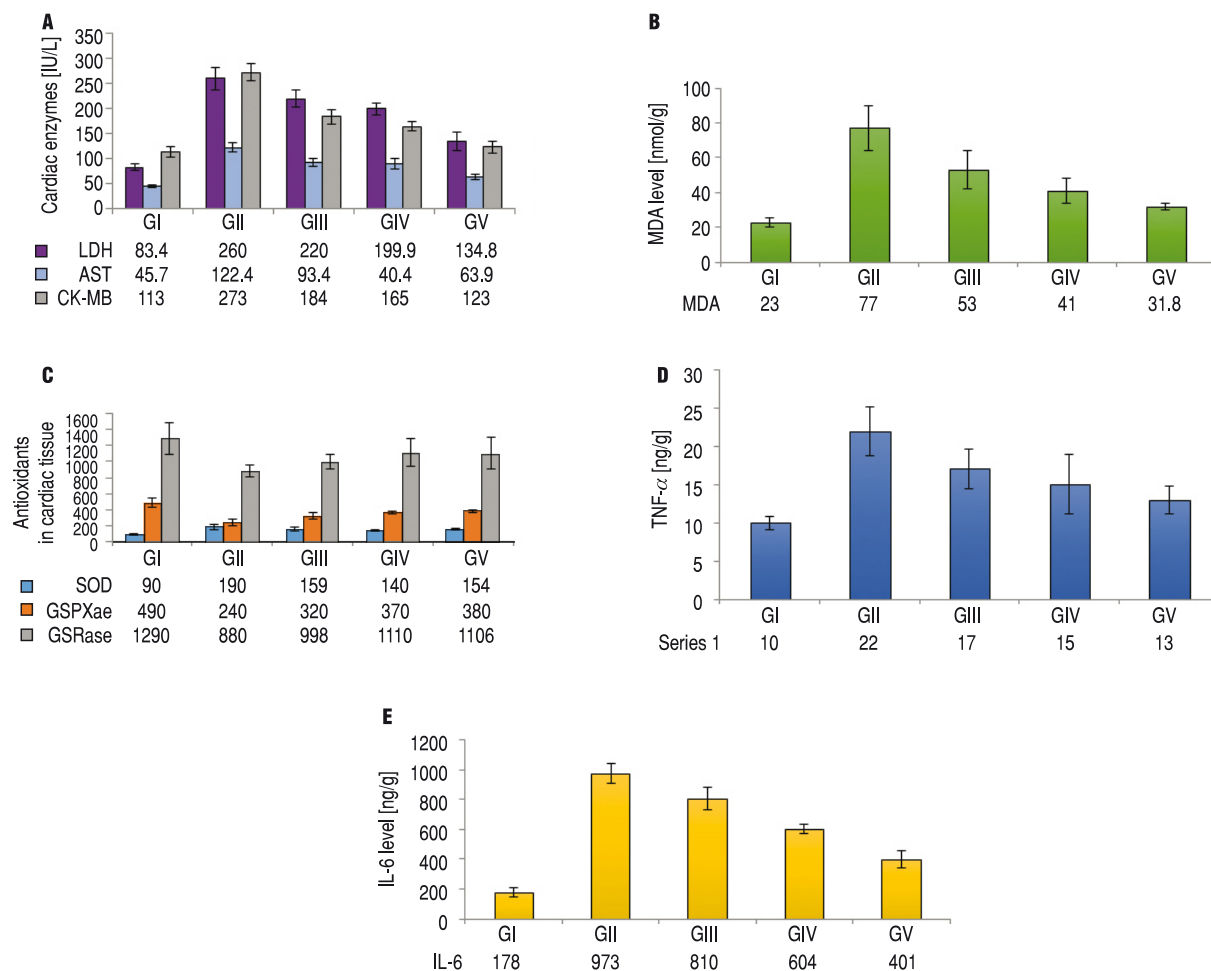 A
Cardiac enzymes [IU/L]
350
300
250
200
150
100
50
0
GI GII GIII GIV GV
LDH 83.4 260 220 199.9 134.8
AST 45.7 122.4 93.4 40.4 63.9
CK-MB 113 273 184 165 123
B
MDA level [nmol/g]
100
80
60
40
20
0
GI GII GIII GIV GV
MDA 23 77 53 41 31.8
C
Antioxidants
in cardiac tissue
1600
1400
1200
1000
800
600
400
200
0
GI GII GIII GIV GV
SOD 90 190 159 140 154
GSPXae 490 240 320 370 380
GSRase 1290 880 998 1110 1106
D
TNF-α [ng/g]
30
25
20
15
10
5
0
GI GII GIII GIV GV
Series 1 10 22 17 15 13
E
IL-6 level [ng/g]
1200
1000
800
600
400
200
0
GI GII GIII GIV GV
IL-6 178 973 810 604 401